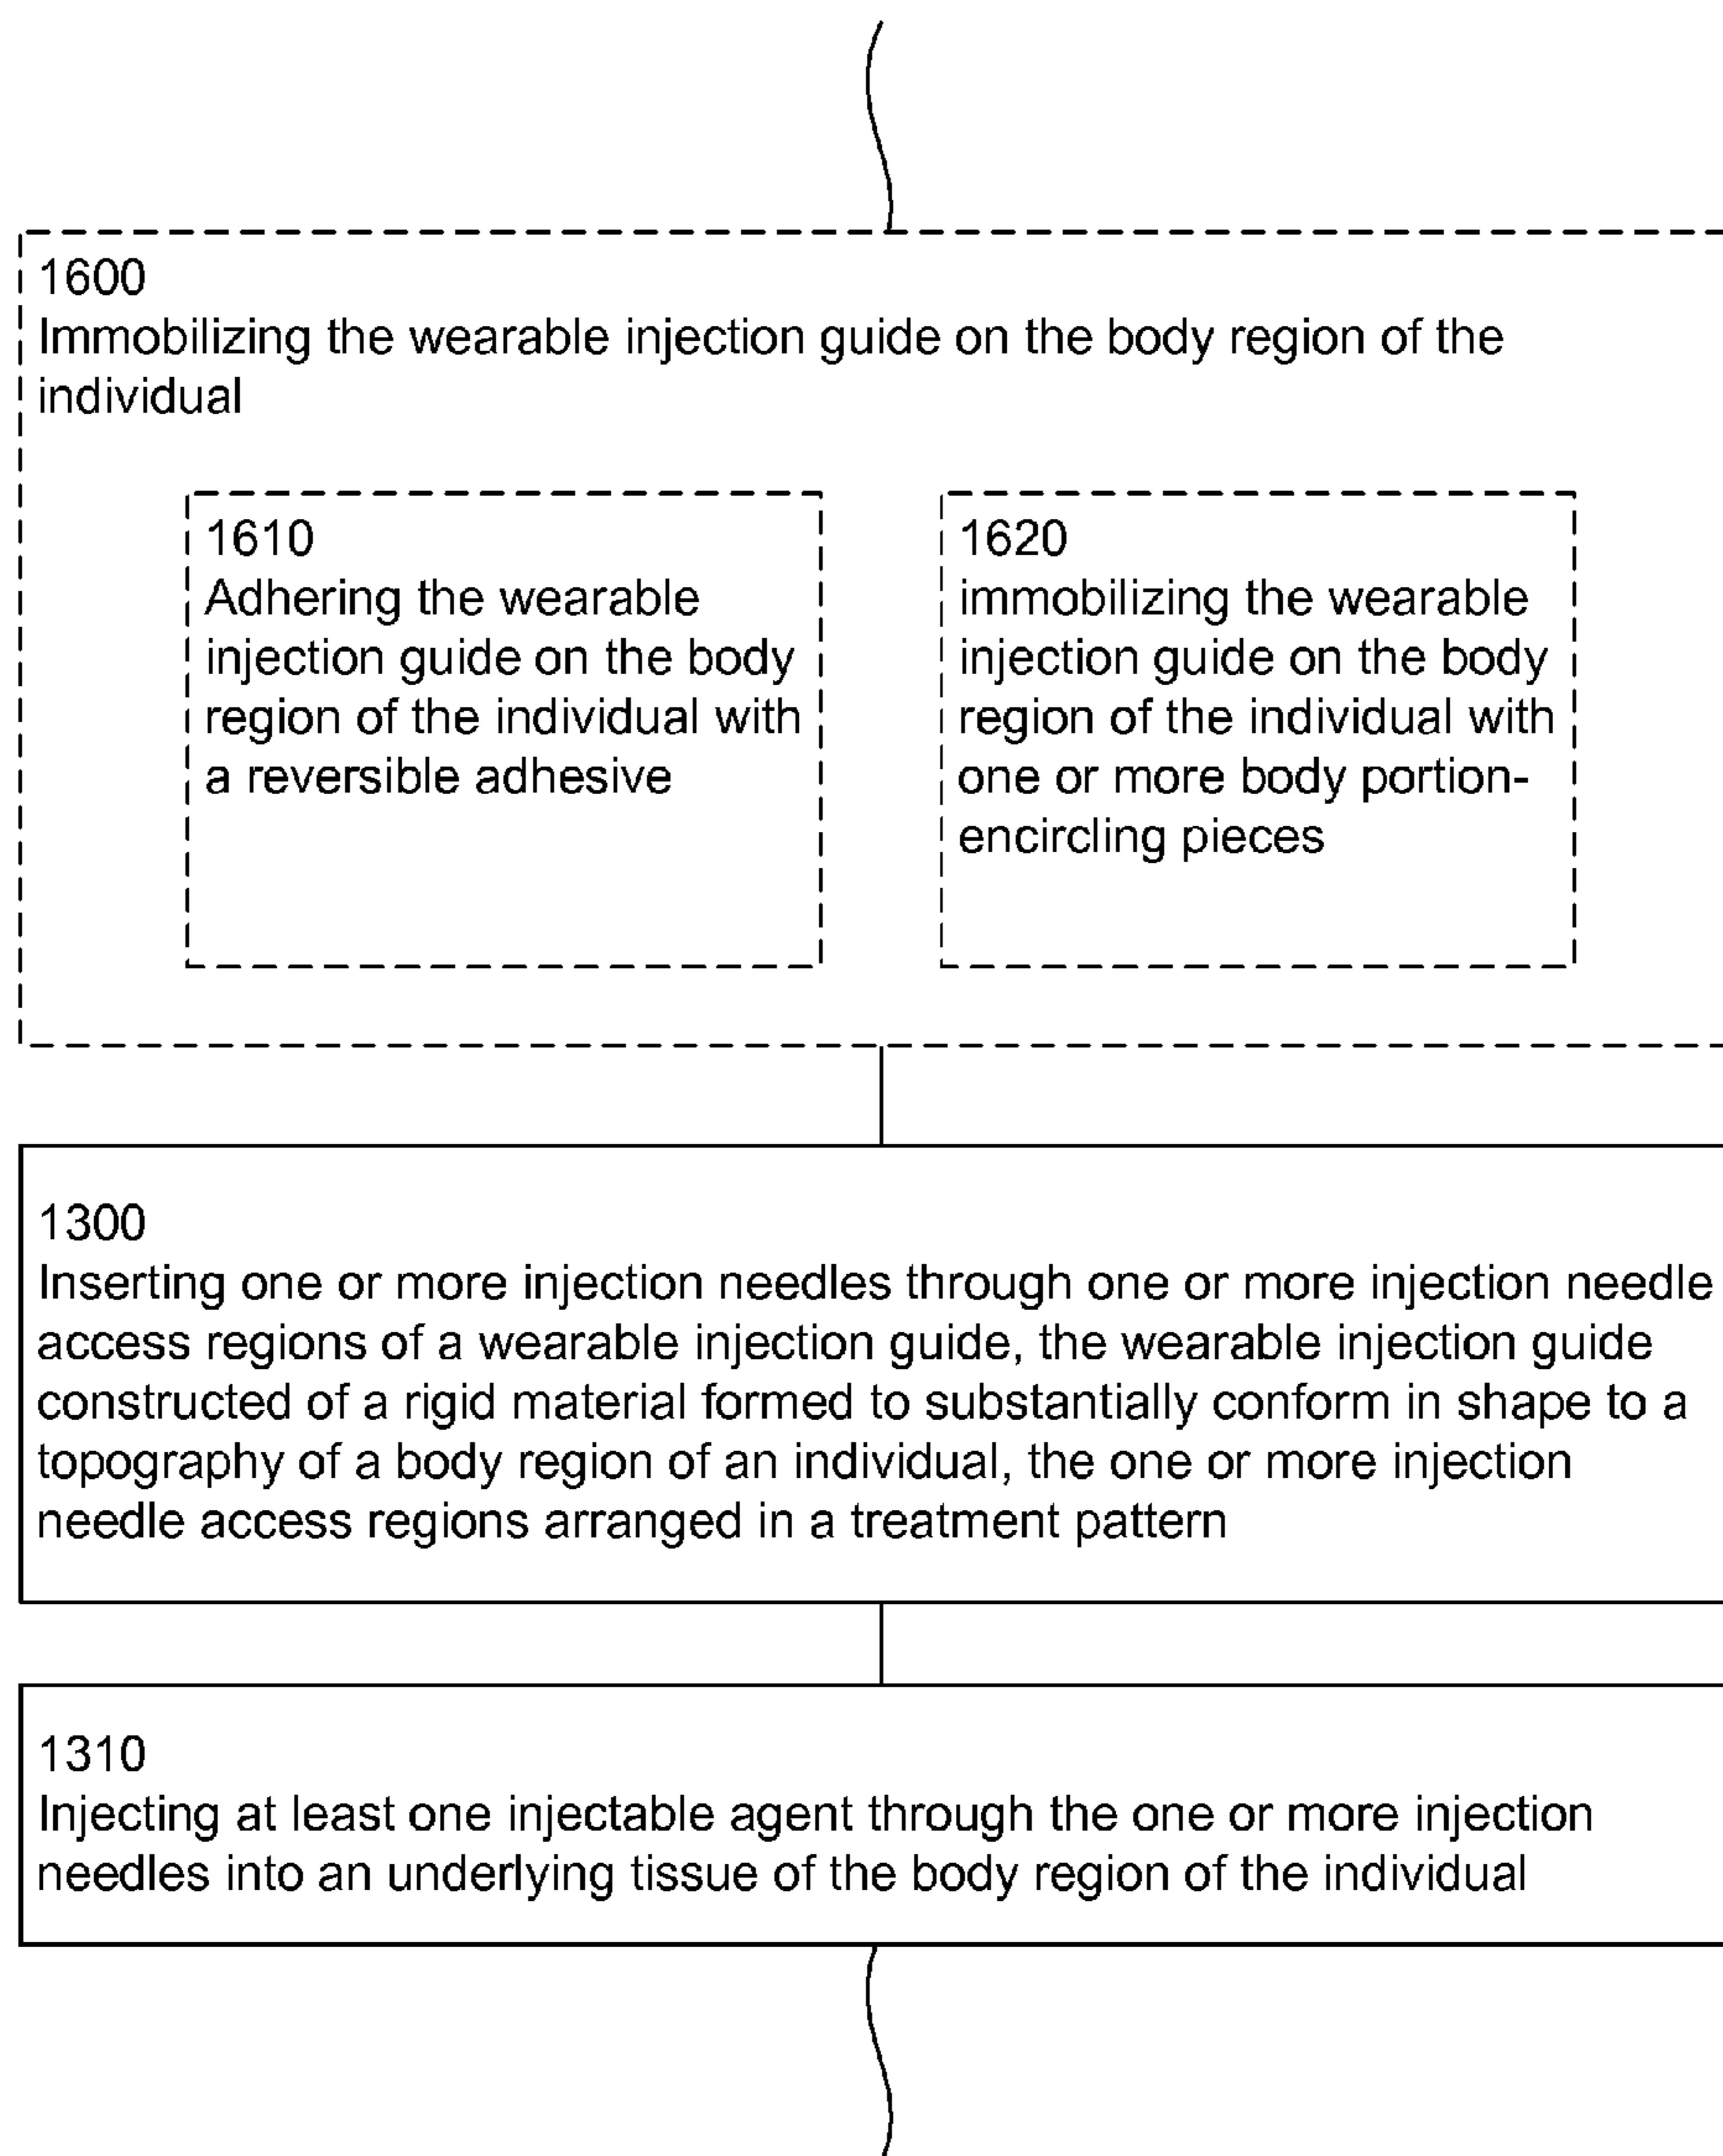 1600
Immobilizing the wearable injection guide on the body region of the
individual
1610
Adhering the wearable
injection guide on the body
region of the individual with
a reversible adhesive
1620
immobilizing the wearable
injection guide on the body
region of the individual with
one or more body portion-
encircling pieces
1300
Inserting one or more injection needles through one or more injection needle
access regions of a wearable injection guide, the wearable injection guide
constructed of a rigid material formed to substantially conform in shape to a
topography of a body region of an individual, the one or more injection
needle access regions arranged in a treatment pattern
1310
Injecting at least one injectable agent through the one or more injection
needles into an underlying tissue of the body region of the individual